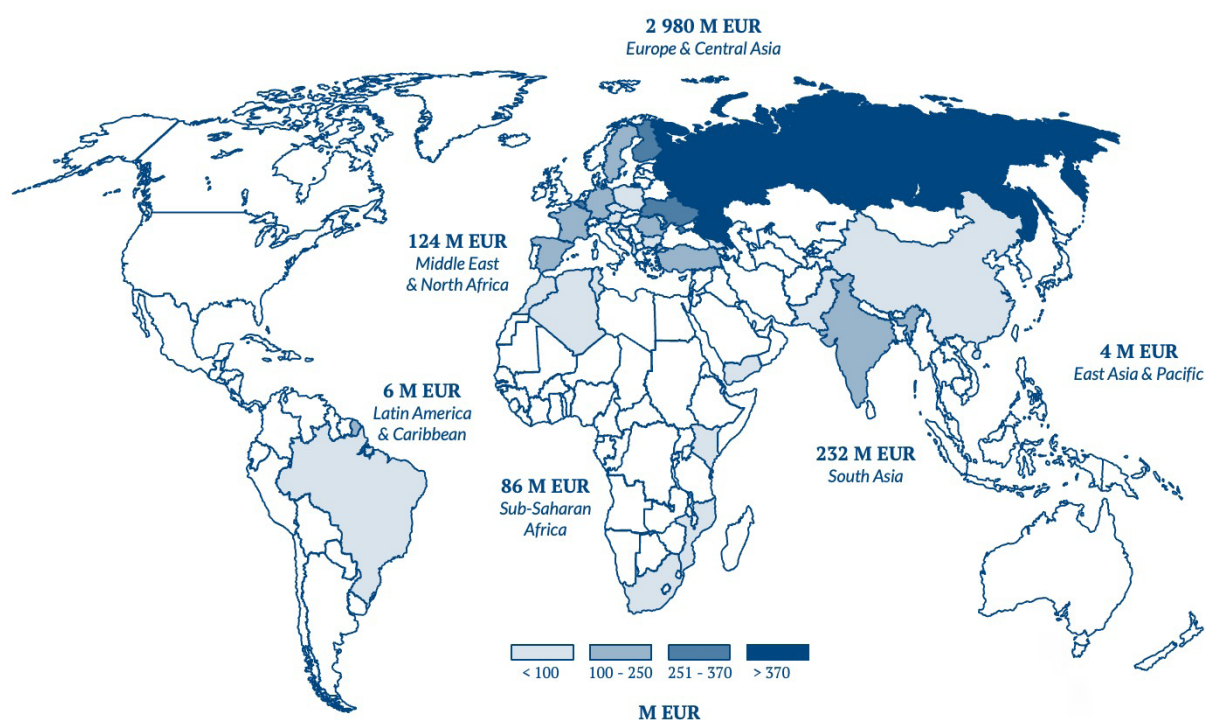 2 980 M EUR
Europe & Central Asia
124 M EUR
Middle East
& North Africa
4 M EUR
East Asia & Pacific
6 M EUR
Latin America
& Caribbean
232 M EUR
South Asia
86 M EUR
Sub-Saharan
Africa
< 100
100 - 250
251 - 370
> 370
M EUR